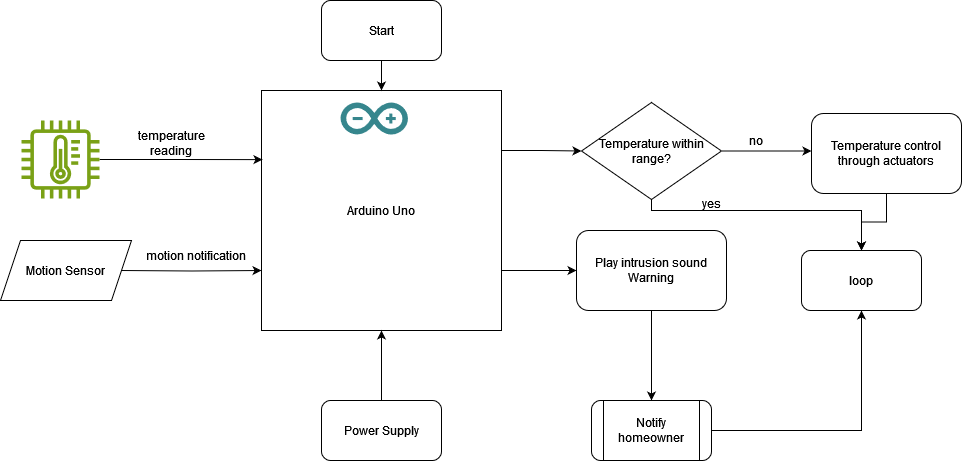 Start
temperature
reading
Arduino Uno
Temperature within
range?
no
Temperature control
through actuators
yes
Motion Sensor
motion notification
Play intrusion sound
Warning
loop
Power Supply
Notify
homeowner